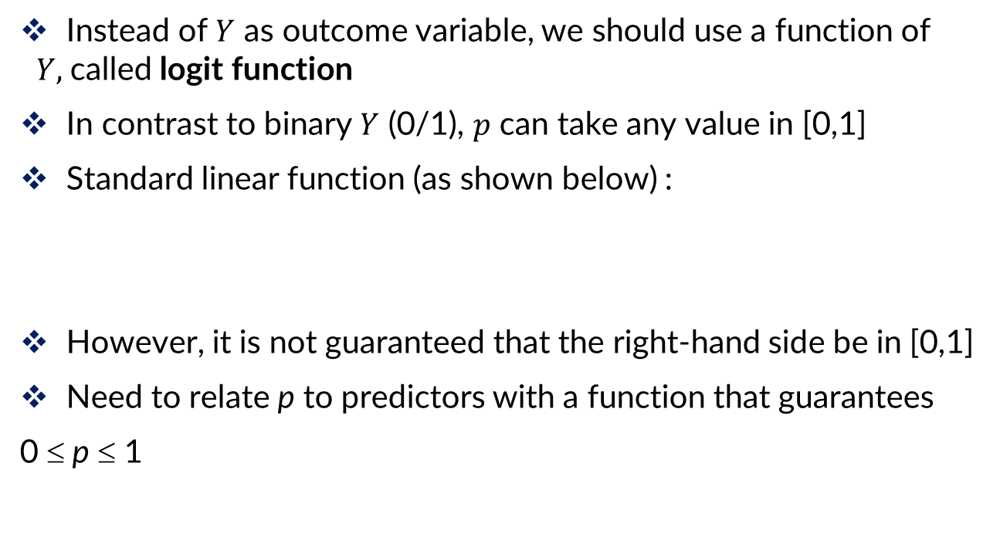 ❖ Instead of Y as outcome variable, we should use a function of
Y, called logit function
❖ In contrast to binary Y (0/1), p can take any value in [0,1]
❖ Standard linear function (as shown below) :
❖ However, it is not guaranteed that the right-hand side be in [0,1]
❖ Need to relate p to predictors with a function that guarantees
0 ≤ p ≤ 1